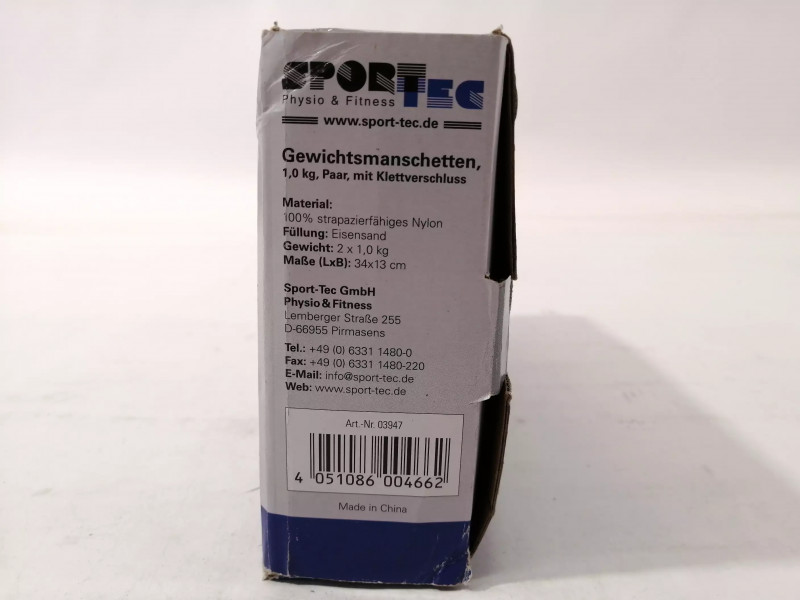 SPORTTEC
Physio & Fitness
www.sport-tec.de
Gewichtsmanschetten,
1,0 kg, Paar, mit Klettverschluss
Material:
100% strapazierfähiges Nylon
Füllung: Eisensand
Gewicht: 2 x 1,0 kg
Maße (LxB): 34x13 cm
Sport-Tec GmbH
Physio & Fitness
Lemberger Straße 255
D-66955 Pirmasens
Tel.: +49 (0) 6331 1480-0
Fax: +49 (0) 6331 1480-220
E-Mail: info@sport-tec.de
Web: www.sport-tec.de
Art.-Nr. 03947
4 051086 004662
Made in China